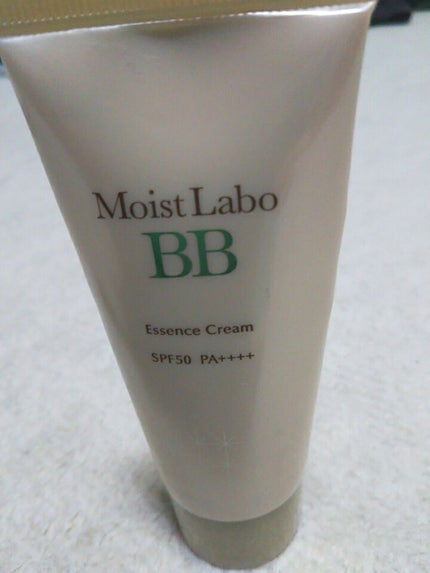 Moist Labo
BB
Essence Cream
SPF50 PA++++